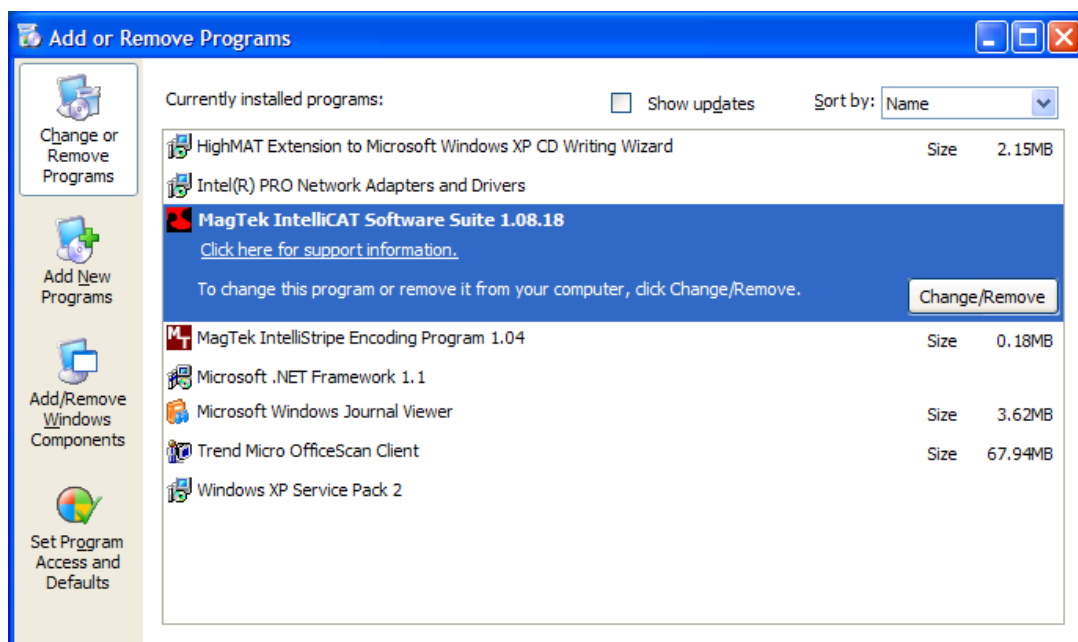 Add or Remove Programs
Change or
Remove
Programs
Add New
Programs
Add/Remove
Windows
Components
Set Program
Access and
Defaults
Currently installed programs:
Show updates
Sort by: Name
HighMAT Extension to Microsoft Windows XP CD Writing Wizard Size 2.15MB
Intel(R) PRO Network Adapters and Drivers
MagTek IntelliCAT Software Suite 1.08.18
Click here for support information.
To change this program or remove it from your computer, click Change/Remove. Change/Remove
MT MagTek IntelliStripe Encoding Program 1.04 Size 0.18MB
Microsoft .NET Framework 1.1
Microsoft Windows Journal Viewer Size 3.62MB
Trend Micro OfficeScan Client Size 67.94MB
Windows XP Service Pack 2